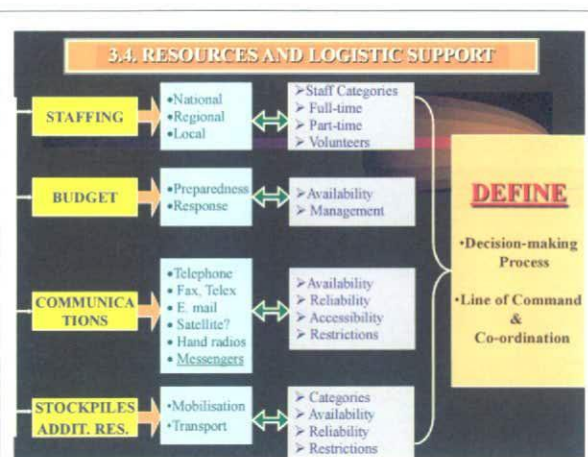 3.4. RESOURCES AND LOGISTIC SUPPORT
STAFFING
•National
•Regional
•Local
➢Staff Categories
➢ Full-time
➢ Part-time
➢ Volunteers
BUDGET
•Preparedness
•Response
➢ Availability
➢ Management
COMMUNICA
TIONS
•Telephone
• Fax, Telex
• E. mail
• Satellite?
• Hand radios
• Messengers
➢ Availability
➢ Reliability
➢ Accessibility
➢ Restrictions
STOCKPILES
ADDIT. RES.
•Mobilisation
•Transport
➢ Categories
➢ Availability
➢ Reliability
➢ Restrictions
DEFINE
•Decision-making
Process
•Line of Command
&
Co-ordination